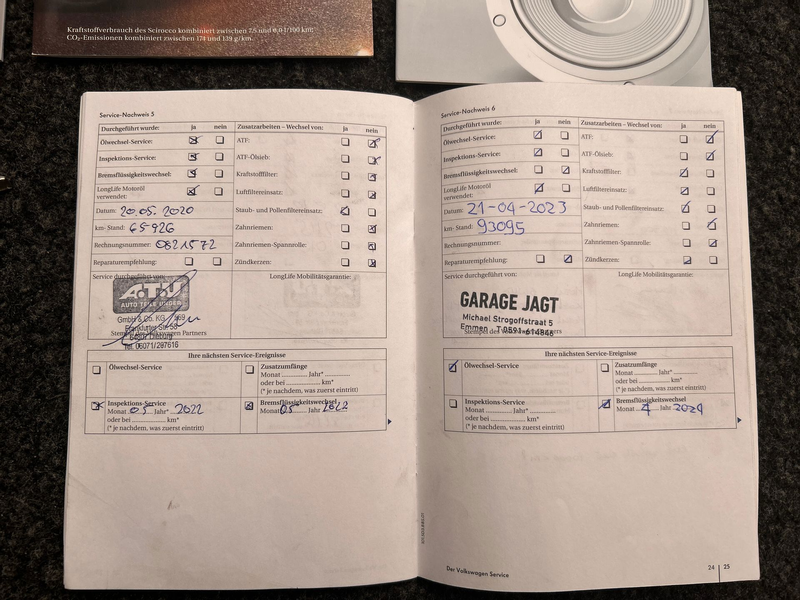 Kraftstoffverbrauch des Scirocco kombiniert zwischen 7,5 und 6,0 l/100 km;
CO₂-Emissionen kombiniert zwischen 174 und 139 g/km.
Service-Nachweis 5
Durchgeführt wurde: ja nein
Ölwechsel-Service:
Inspektions-Service:
Bremsflüssigkeitswechsel:
LongLife Motoröl
verwendet:
Datum: 20.05.2020
km-Stand: 65926
Rechnungsnummer: 0621572
Reparaturempfehlung:
Zusatzarbeiten – Wechsel von: ja nein
ATF:
ATF-Ölsieb:
Kraftstofffilter:
Luftfiltereinsatz:
Staub- und Pollenfiltereinsatz:
Zahnriemen:
Zahnriemen-Spannrolle:
Zündkerzen:
Service durchgeführt von:
A.T.U
AUTO TEILE UNGER
GmbH & Co. KG
Frankfurter Str.
Stempel des Volkswagen Partners
Tel. 06071/207616
LongLife Mobilitätsgarantie:
Ihre nächsten Service-Ereignisse
Ölwechsel-Service
Zusatzumfänge
Monat Jahr*
oder bei km*
(* je nachdem, was zuerst eintritt)
Inspektions-Service
Monat 05 Jahr* 2022
oder bei km*
(* je nachdem, was zuerst eintritt)
Bremsflüssigkeitswechsel
Monat 05 Jahr 2022
Service-Nachweis 6
Durchgeführt wurde: ja nein
Ölwechsel-Service:
Inspektions-Service:
Bremsflüssigkeitswechsel
LongLife Motoröl
verwendet:
Datum: 21-04-2023
km-Stand: 93095
Rechnungsnummer:
Reparaturempfehlung:
Zusatzarbeiten – Wechsel von: ja nein
ATF:
ATF-Ölsieb:
Kraftstofffilter:
Luftfiltereinsatz:
Staub- und Pollenfiltereinsatz:
Zahnriemen:
Zahnriemen-Spannrolle:
Zündkerzen:
Service durchgeführt von:
GARAGE JAGT
Michael Strogoffstraat 5
Emmen - T.0591-614846
Stempel des Volkswagen Partners
LongLife Mobilitätsgarantie:
Ihre nächsten Service-Ereignisse
Ölwechsel-Service
Zusatzumfänge
Monat Jahr*
oder bei km*
(* je nachdem, was zuerst eintritt)
Inspektions-Service
Monat Jahr*
oder bei km*
(* je nachdem, was zuerst eintritt)
Bremsflüssigkeitswechsel
Monat 4 Jahr 2024
Der Volkswagen Service
24 25